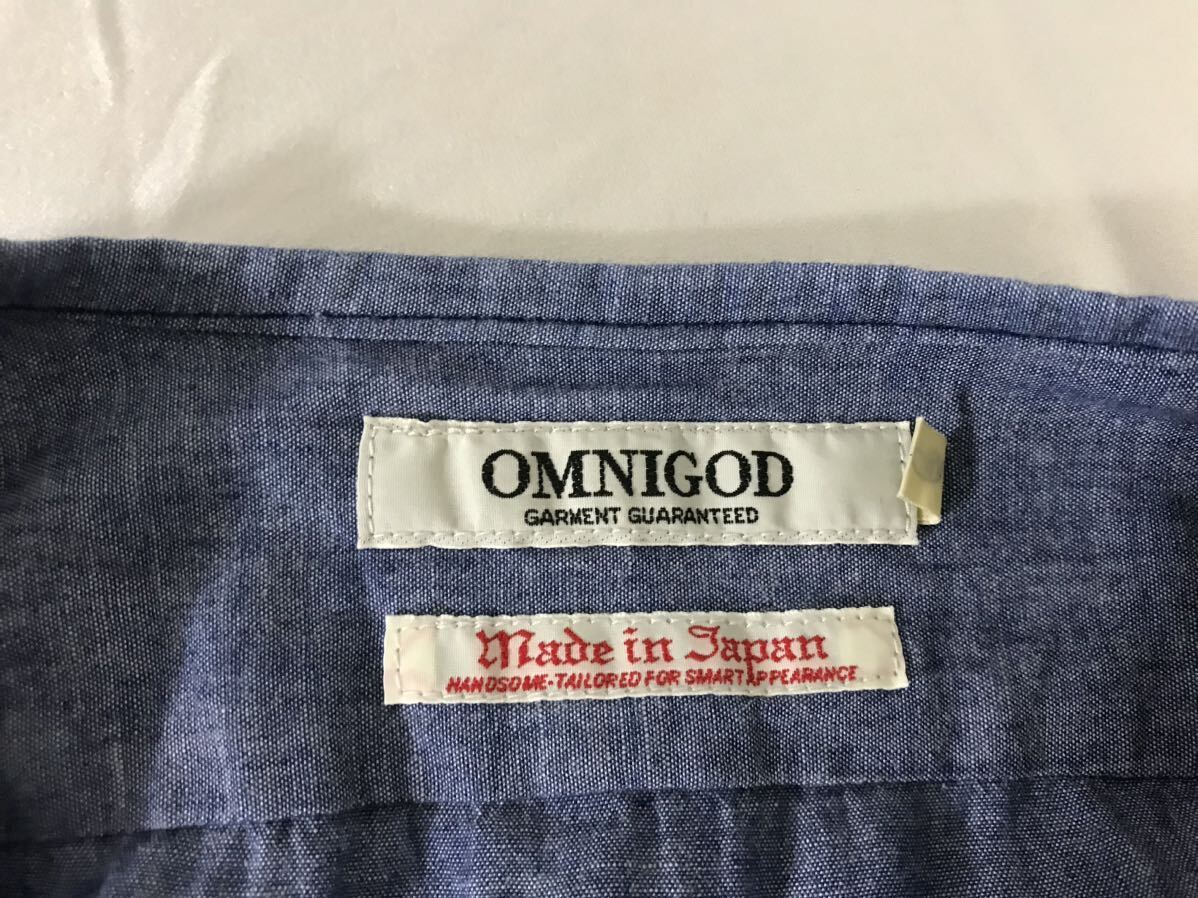 OMNIGOD
GARMENT GUARANTEED
Made in Japan
HANDSOME-TAILORED FOR SMART APPEARANCE